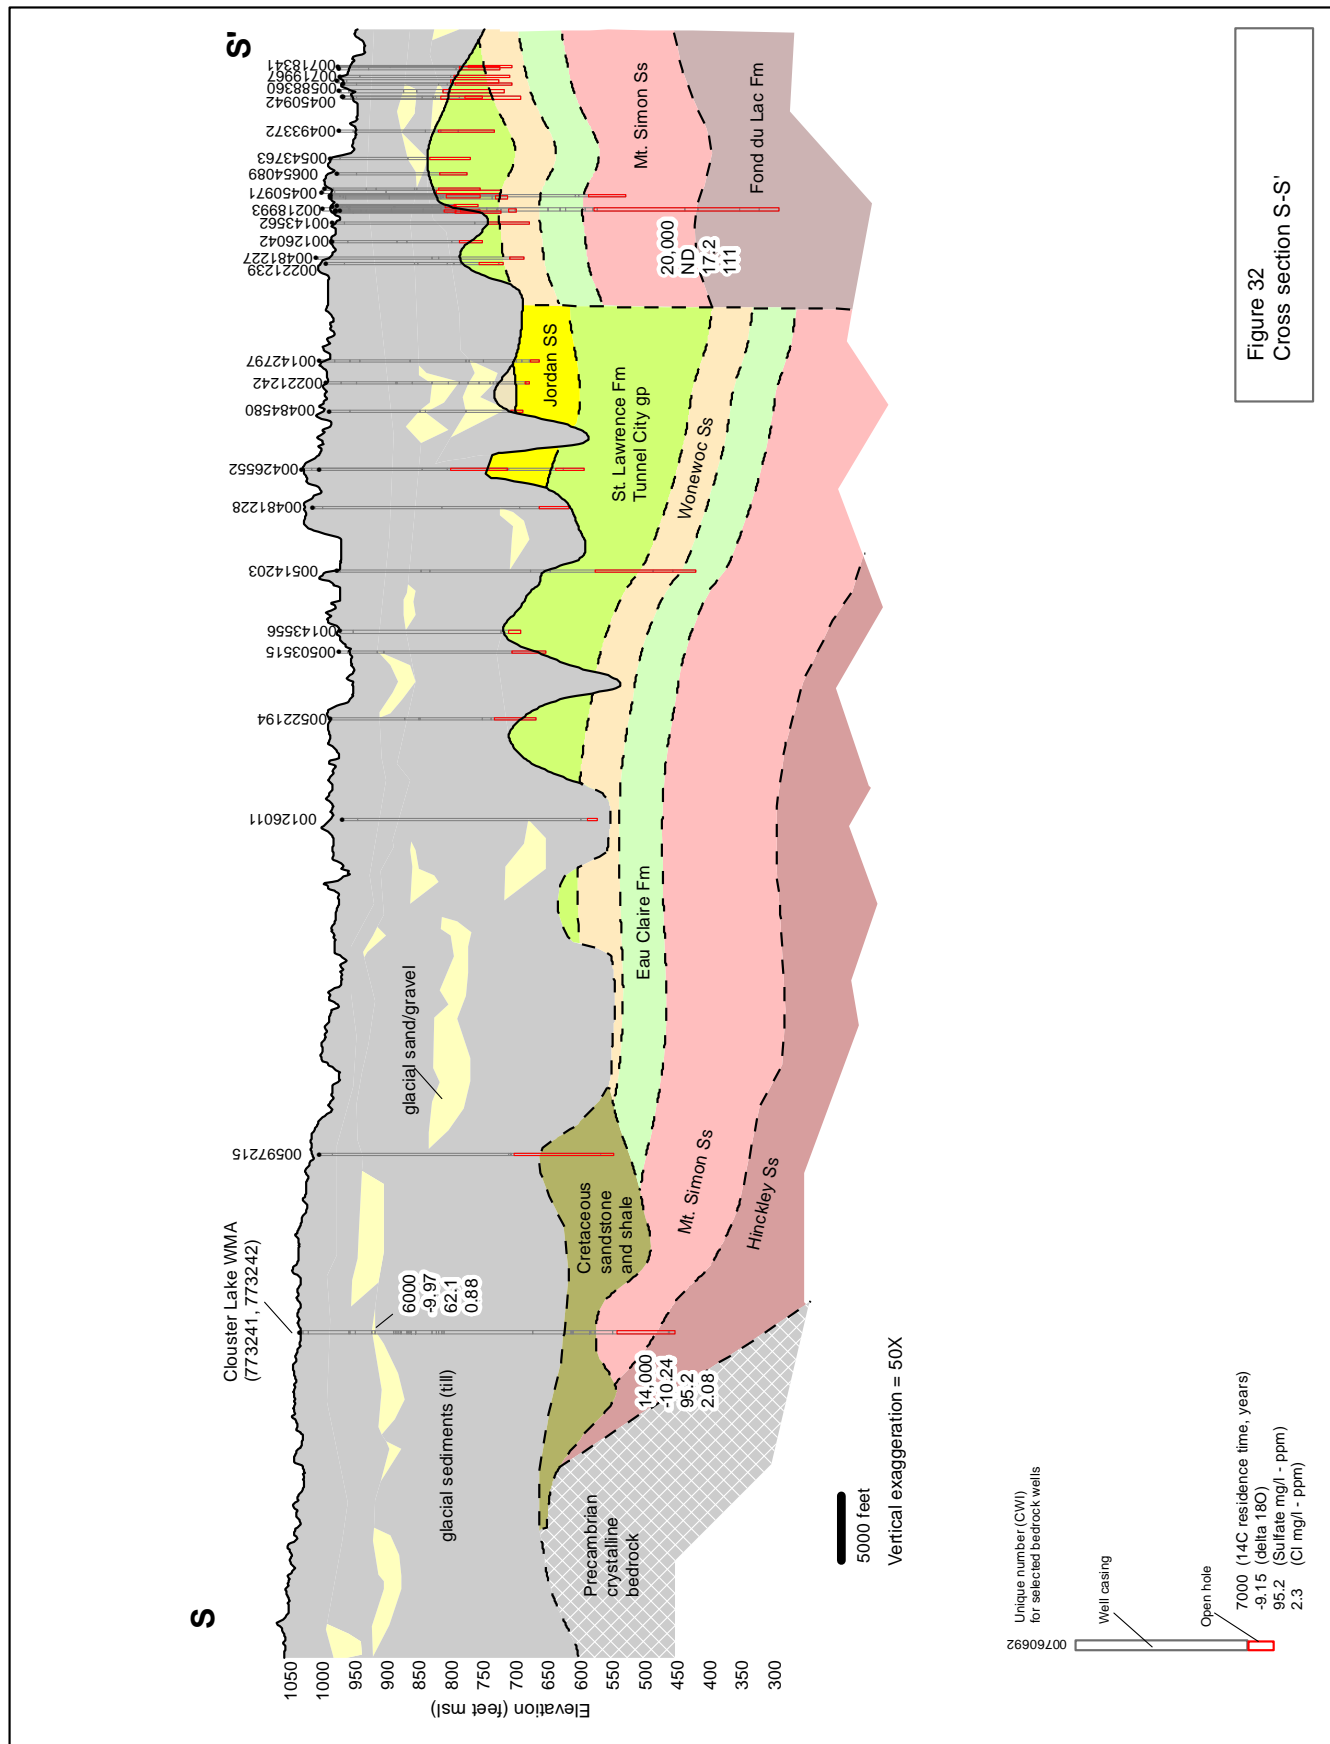 S
S'
Clouster Lake WMA
(773241, 773242)
00597215
00126011
00522194
00503515
00143556
00514203
00481228
00426552
00484580
00221242
00142797
00221239
00481227
00126042
00143562
00218993
00450971
00654089
00543763
00493372
00450942
00588360
00719967
00718341
Elevation (feet msl)
1050
1000
950
900
850
800
750
700
650
600
550
500
450
400
350
300
glacial sediments (till)
glacial sand/gravel
6000
-9.97
62.1
0.88
14,000
-10.24
95.2
2.08
20,000
ND
17.2
111
Precambrian
crystalline
bedrock
Cretaceous
sandstone
and shale
Mt. Simon Ss
Hinckley Ss
Eau Claire Fm
Wonewoc Ss
St. Lawrence Fm
Tunnel City gp
Jordan SS
Mt. Simon Ss
Fond du Lac Fm
5000 feet
Vertical exaggeration = 50X
00760692
Unique number (CWI)
for selected bedrock wells
Well casing
Open hole
7000 (14C residence time, years)
-9.15 (delta 18O)
95.2 (Sulfate mg/l - ppm)
2.3 (Cl mg/l - ppm)
Figure 32
Cross section S-S'